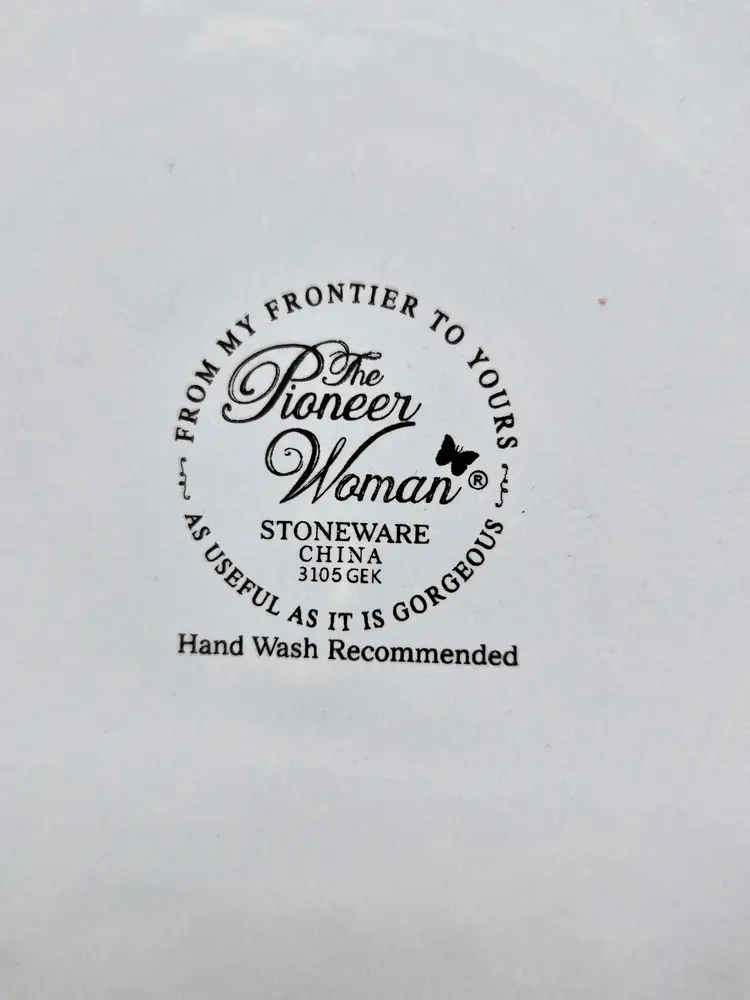 FROM MY FRONTIER TO YOURS
The
Pioneer
Woman®
STONEWARE
CHINA
3105 GEK
AS USEFUL AS IT IS GORGEOUS
Hand Wash Recommended